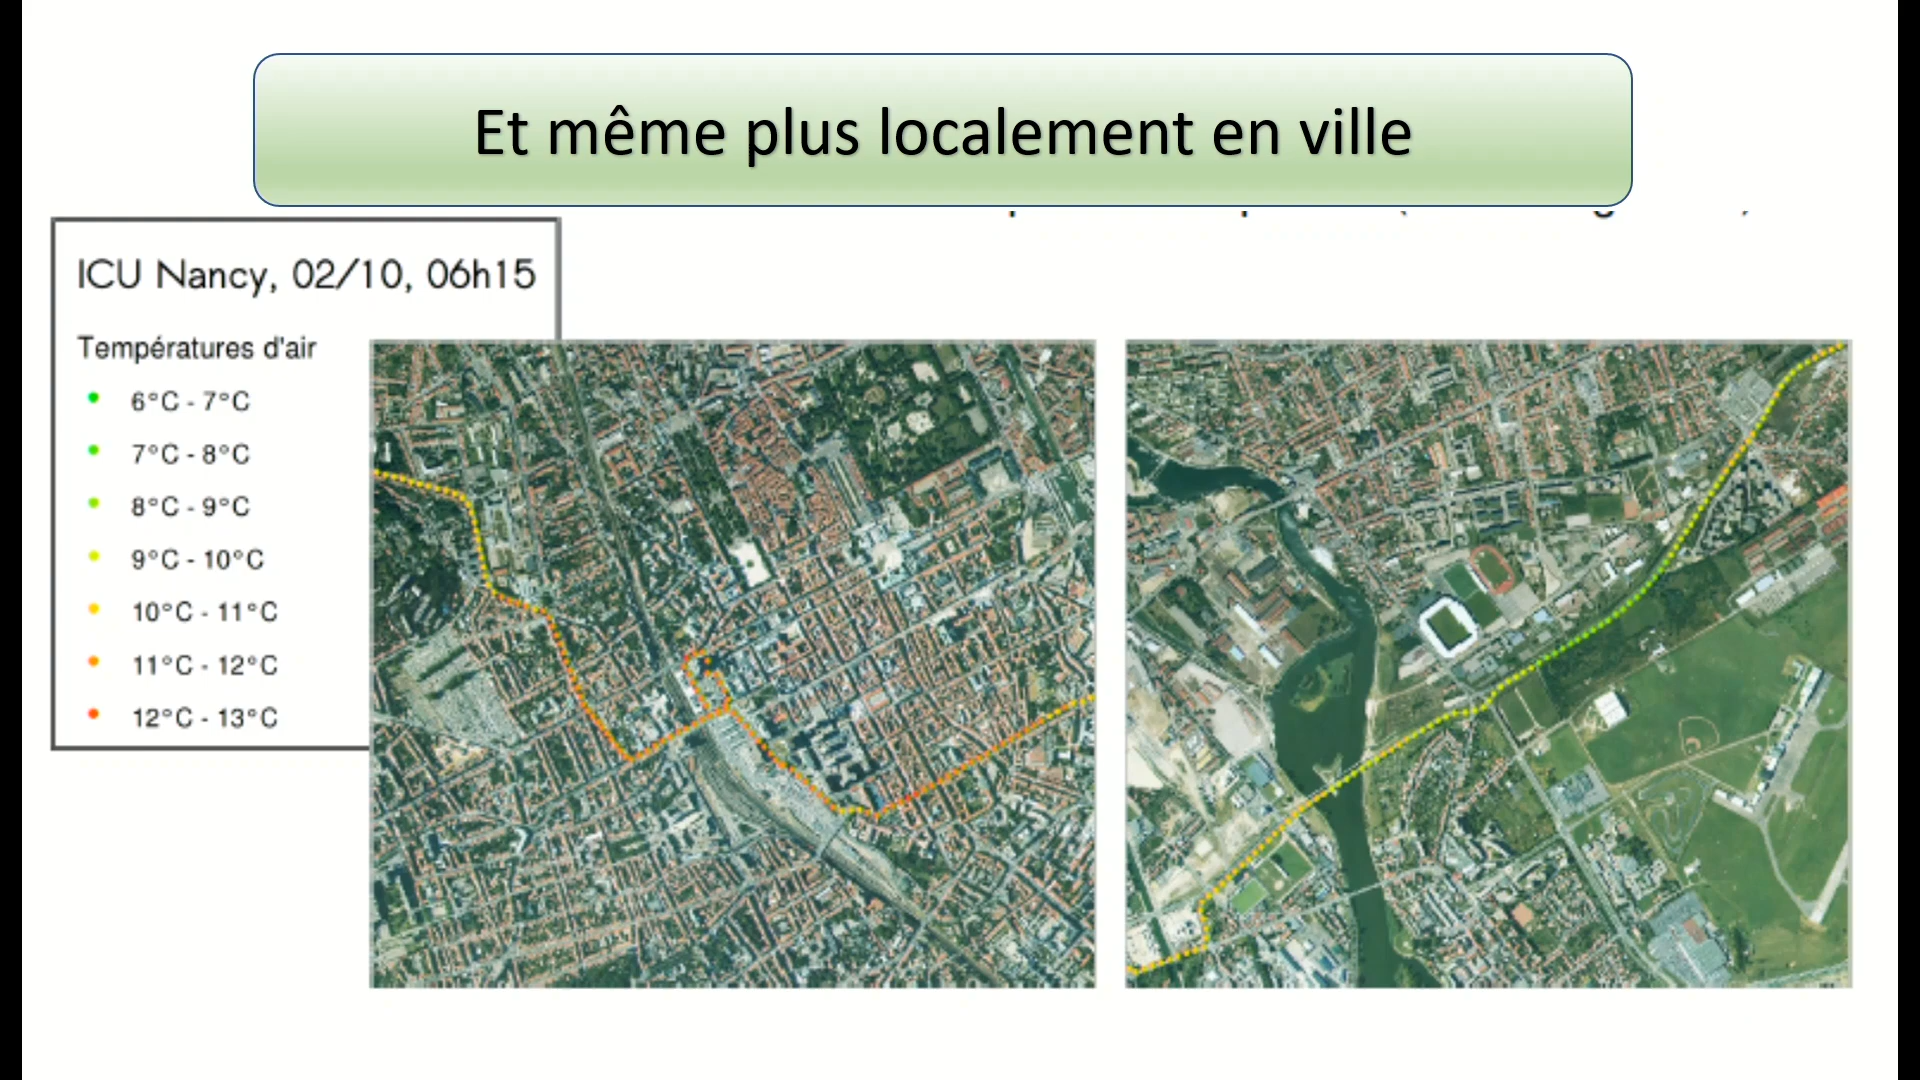 Et même plus localement en ville
ICU Nancy, 02/10, 06h15
Températures d'air
6°C - 7°C
7°C - 8°C
8°C - 9°C
9°C - 10°C
10°C - 11°C
11°C - 12°C
12°C - 13°C